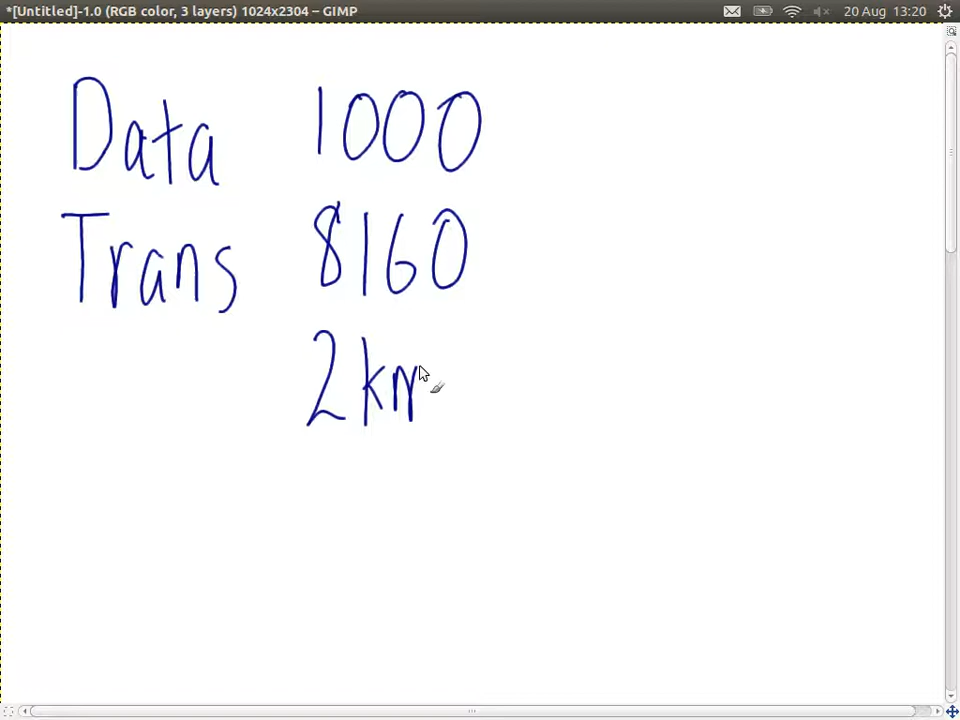 *[Untitled]-1.0 (RGB color, 3 layers) 1024x2304 – GIMP
20 Aug 13:20
Data 1000
Trans 8160
2km